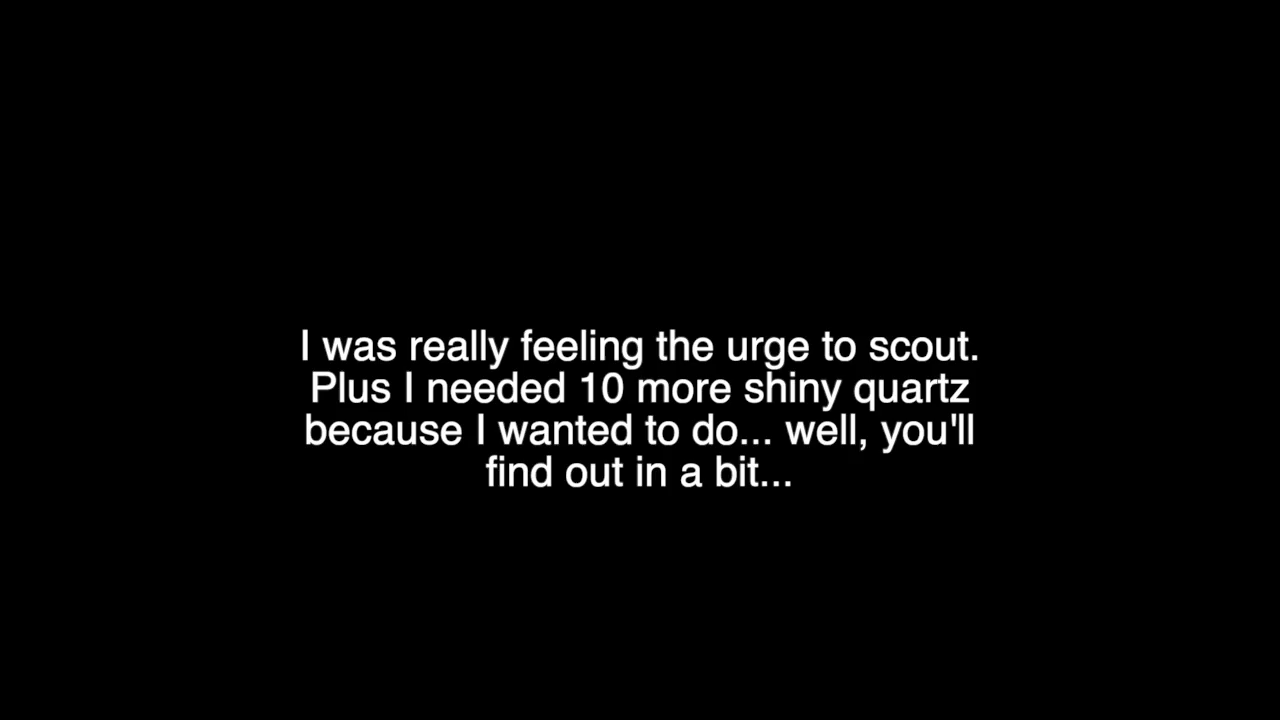 I was really feeling the urge to scout.
Plus I needed 10 more shiny quartz
because I wanted to do... well, you'll
find out in a bit...